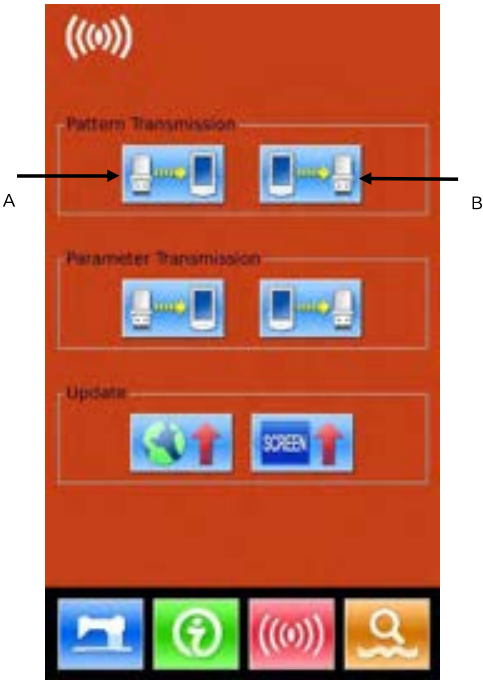 Pattern Transmission
A
B
Parameter Transmission
Update
SCREEN